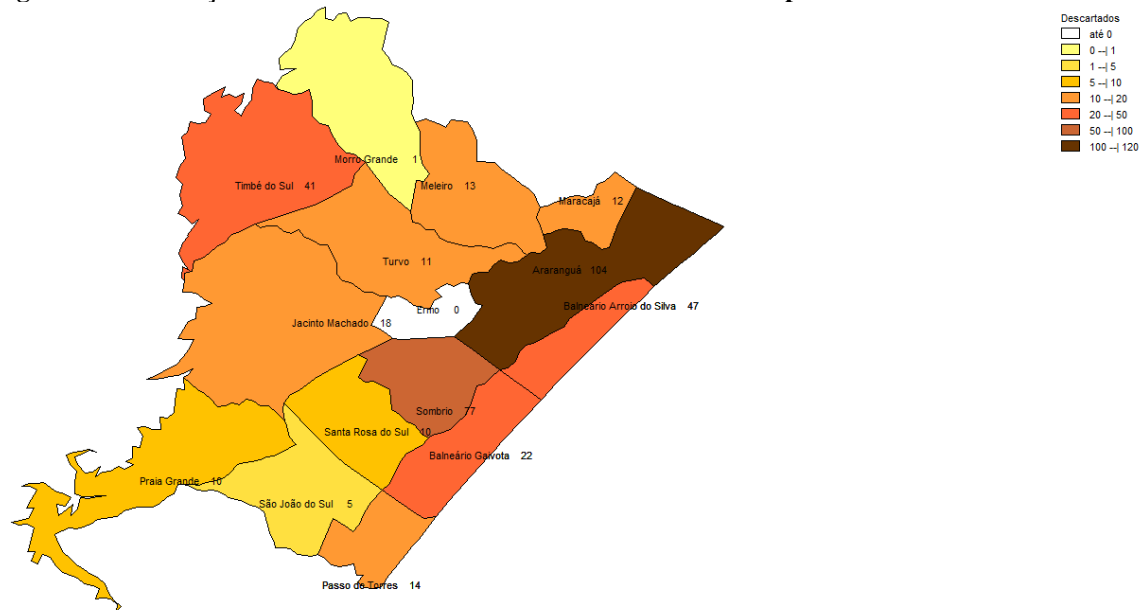 Descartados
até 0
0 --| 1
1 --| 5
5 --| 10
10 --| 20
20 --| 50
50 --| 100
100 --| 120
Morro Grande 1
Timbé do Sul 41
Meleiro 13
Maracajá 12
Turvo 11
Araranguá 104
Balneário Arroio do Silva 47
Ermo 0
Jacinto Machado 18
Sombrio 77
Santa Rosa do Sul 10
Balneário Gaivota 22
Praia Grande 10
São João do Sul 5
Passo de Torres 14